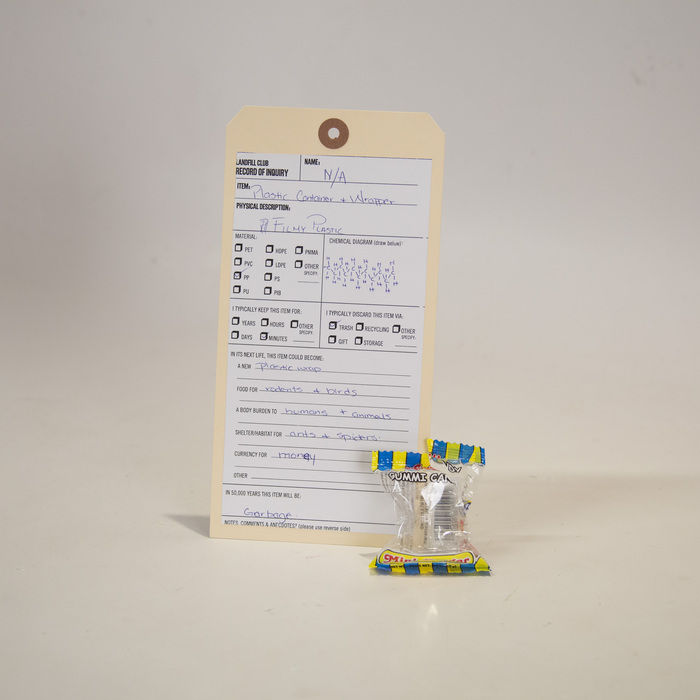 LANDFILL CLUB
RECORD OF INQUIRY
NAME:
N/A
ITEM: Plastic Container + Wrapper
PHYSICAL DESCRIPTION:
Filmy Plastic
MATERIAL:
PET HDPE PMMA
PVC LDPE OTHER
SPECIFY:
PP PS
PU PIB
CHEMICAL DIAGRAM (draw below):
I TYPICALLY KEEP THIS ITEM FOR:
YEARS HOURS OTHER
SPECIFY:
DAYS MINUTES
I TYPICALLY DISCARD THIS ITEM VIA:
TRASH RECYCLING OTHER
SPECIFY:
GIFT STORAGE
IN ITS NEXT LIFE, THIS ITEM COULD BECOME:
A NEW Plastic wrap
FOOD FOR rodents + birds
A BODY BURDEN TO humans + animals
SHELTER/HABITAT FOR ants + spiders
CURRENCY FOR money
OTHER
IN 50,000 YEARS THIS ITEM WILL BE:
Garbage
NOTES, COMMENTS & ANECDOTES? (please use reverse side)
GUMMI